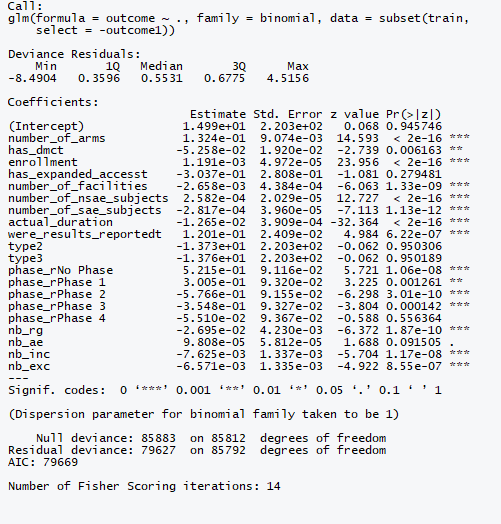 Call:
glm(formula = outcome ~ ., family = binomial, data = subset(train,
    select = -outcome1))

Deviance Residuals:
    Min       1Q   Median       3Q      Max
-8.4904   0.3596   0.5531   0.6775   4.5156

Coefficients:
                         Estimate Std. Error z value Pr(>|z|)
(Intercept)             1.499e+01  2.203e+02   0.068 0.945746
number_of_arms          1.324e-01  9.074e-03  14.593  < 2e-16 ***
has_dmct               -5.258e-02  1.920e-02  -2.739 0.006163 **
enrollment              1.191e-03  4.972e-05  23.956  < 2e-16 ***
has_expanded_accesst   -3.037e-01  2.808e-01  -1.081 0.279481
number_of_facilities   -2.658e-03  4.384e-04  -6.063 1.33e-09 ***
number_of_nsae_subjects 2.582e-04  2.029e-05  12.727  < 2e-16 ***
number_of_sae_subjects -2.817e-04  3.960e-05  -7.113 1.13e-12 ***
actual_duration        -1.265e-02  3.909e-04 -32.364  < 2e-16 ***
were_results_reportedt  1.201e-01  2.409e-02   4.984 6.22e-07 ***
type2                  -1.373e+01  2.203e+02  -0.062 0.950306
type3                  -1.376e+01  2.203e+02  -0.062 0.950189
phase_rNo Phase         5.215e-01  9.116e-02   5.721 1.06e-08 ***
phase_rPhase 1          3.005e-01  9.320e-02   3.225 0.001261 **
phase_rPhase 2         -5.766e-01  9.155e-02  -6.298 3.01e-10 ***
phase_rPhase 3         -3.548e-01  9.327e-02  -3.804 0.000142 ***
phase_rPhase 4         -5.510e-02  9.367e-02  -0.588 0.556364
nb_rg                  -2.695e-02  4.230e-03  -6.372 1.87e-10 ***
nb_ae                   9.808e-05  5.812e-05   1.688 0.091505 .
nb_inc                 -7.625e-03  1.337e-03  -5.704 1.17e-08 ***
nb_exc                 -6.571e-03  1.335e-03  -4.922 8.55e-07 ***
---
Signif. codes:  0 ‘***’ 0.001 ‘**’ 0.01 ‘*’ 0.05 ‘.’ 0.1 ‘ ’ 1

(Dispersion parameter for binomial family taken to be 1)

    Null deviance: 85883  on 85812  degrees of freedom
Residual deviance: 79627  on 85792  degrees of freedom
AIC: 79669

Number of Fisher Scoring iterations: 14